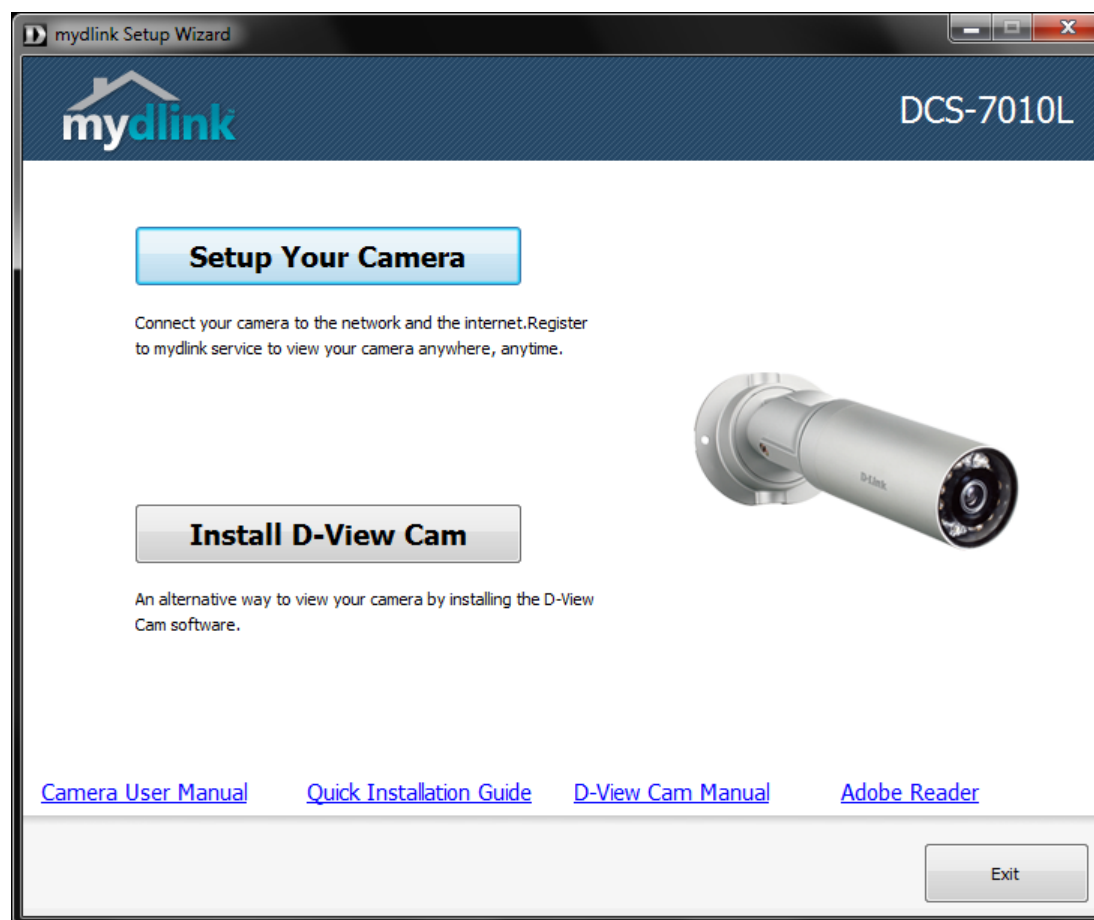 mydlink Setup Wizard
mydlink
DCS-7010L
Setup Your Camera
Connect your camera to the network and the internet.Register
to mydlink service to view your camera anywhere, anytime.
D-Link
Install D-View Cam
An alternative way to view your camera by installing the D-View
Cam software.
Camera User Manual Quick Installation Guide D-View Cam Manual Adobe Reader
Exit